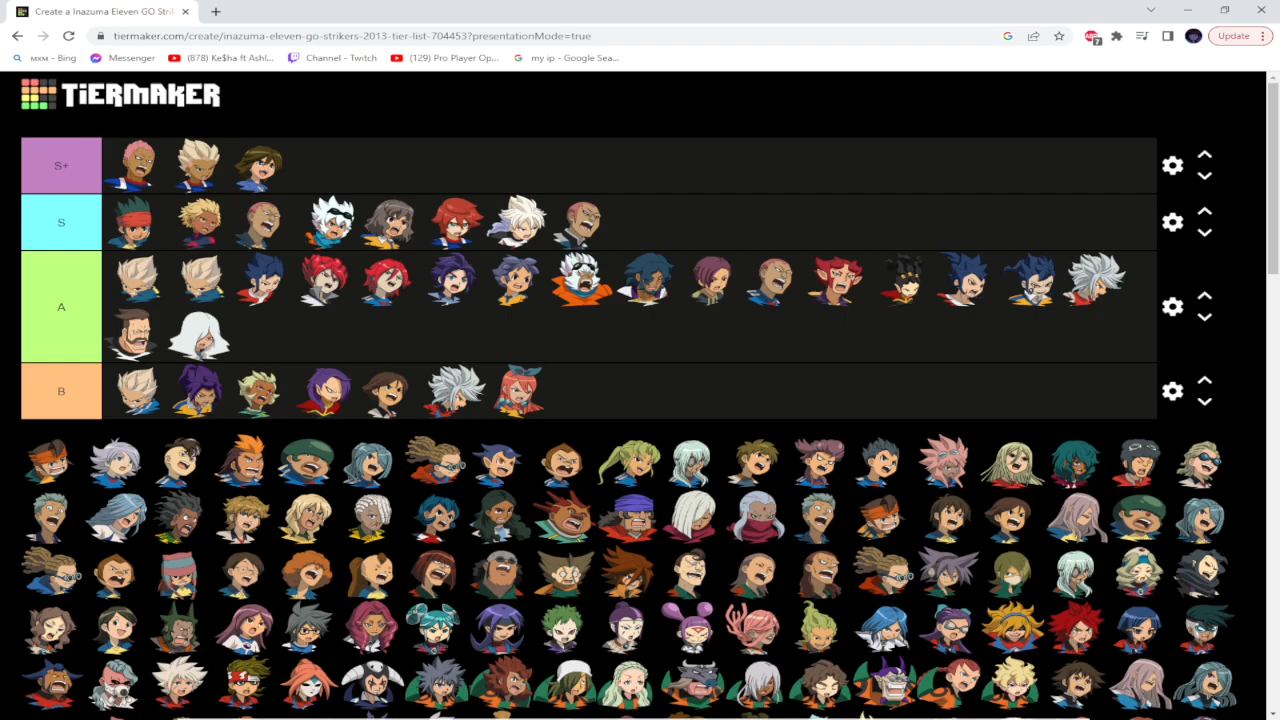 Create a Inazuma Eleven GO Stri
tiermaker.com/create/inazuma-eleven-go-strikers-2013-tier-list-704453?presentationMode=true
ABP
7
Update
мхм - Bing
Messenger
(878) Ke$ha ft Ashl...
Channel - Twitch
(129) Pro Player Op...
my ip - Google Sea...
TIERMAKER
S+
S
A
B